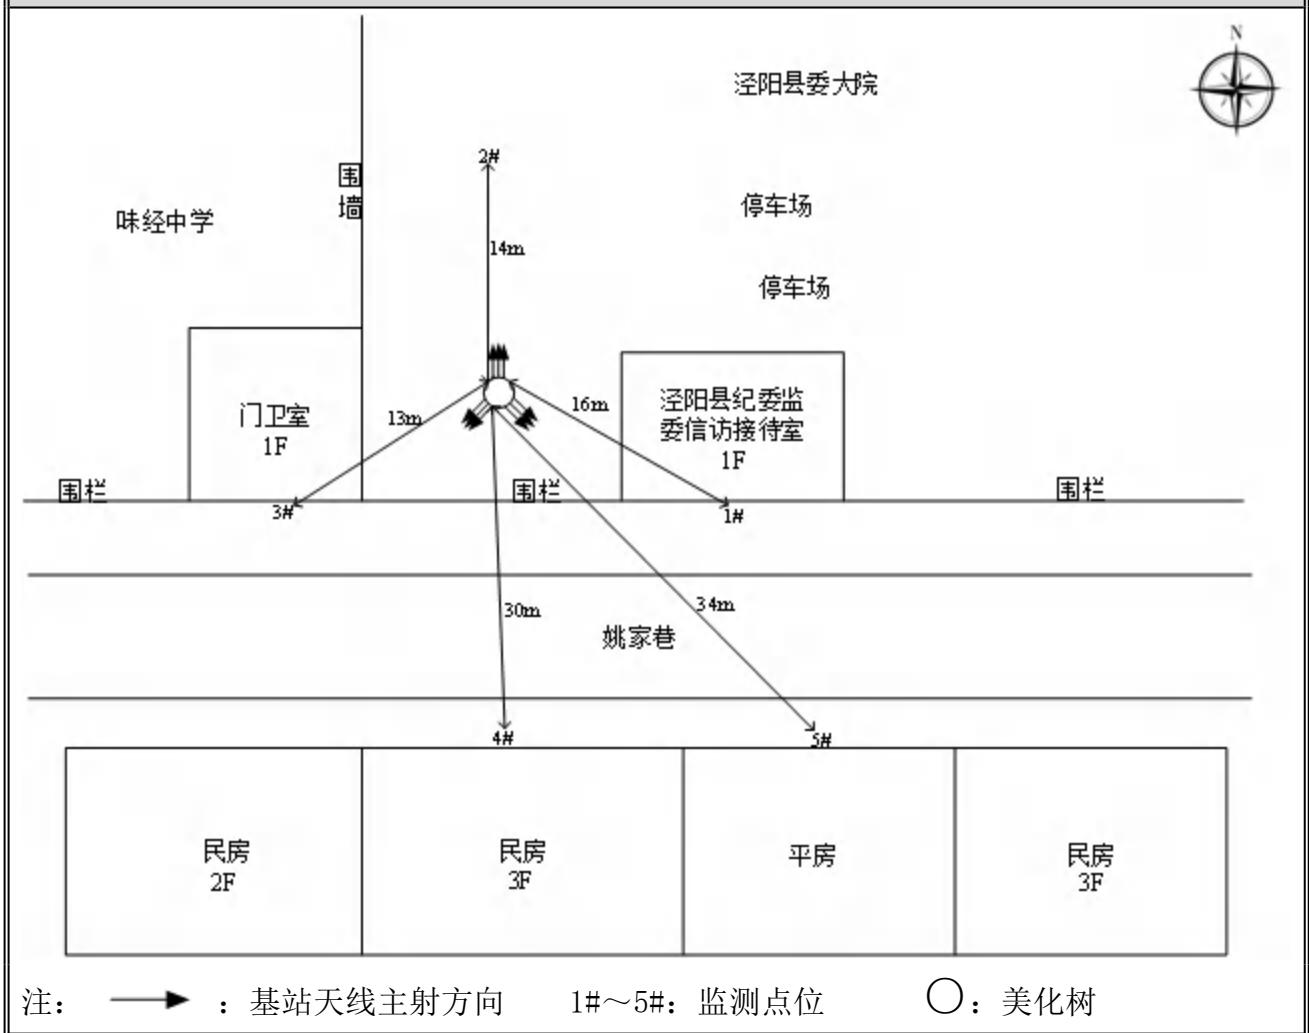 N
泾阳县委大院
2#
围
墙
味经中学
停车场
14m
停车场
门卫室
1F
13m
16m
泾阳县纪委监
委信访接待室
1F
围栏
围栏
围栏
3#
1#
30m
34m
姚家巷
4#
5#
民房
2F
民房
3F
平房
民房
3F
注： ：基站天线主射方向 1#～5#：监测点位 ：美化树